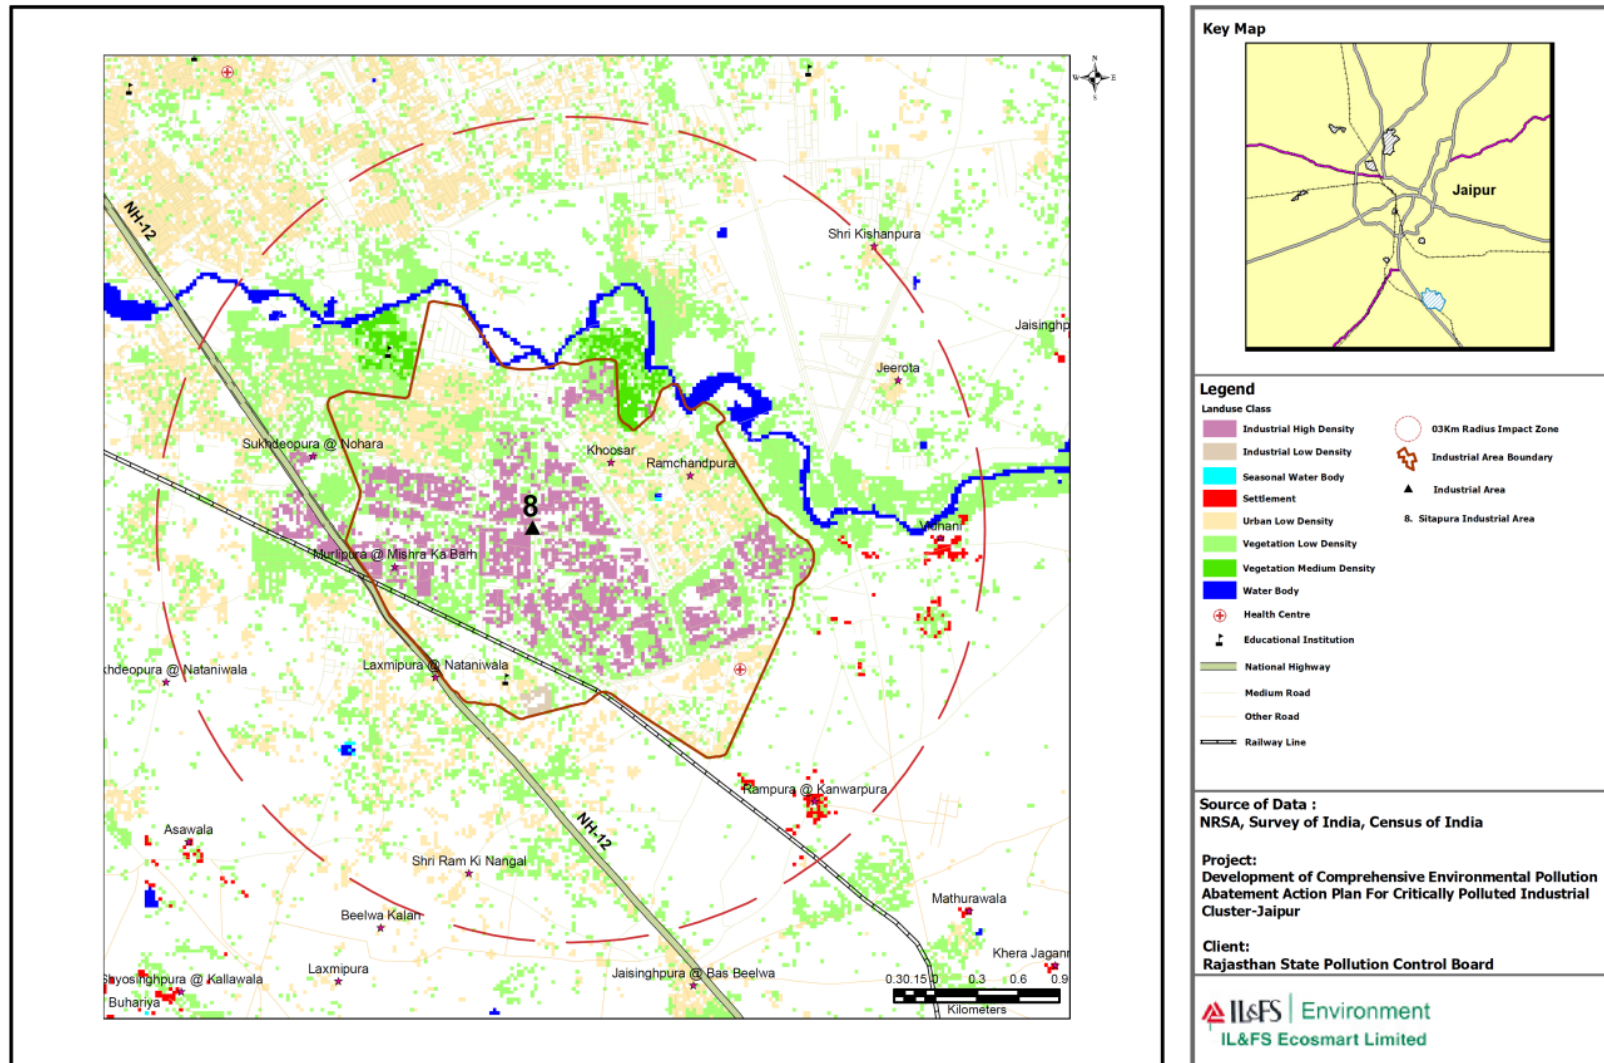 N
W
E
S
NH-12
Shri Kishanpura
Jaisinghp
Jeerota
Sukhdeopura @ Nohara
Khoosar
Ramchandpura
8
Murlipura @ Mishra Ka Barh
khdeopura @ Nataniwala
Laxmipura @ Nataniwala
Rampura @ Kanwarpura
NH-12
Asawala
Shri Ram Ki Nangal
Mathurawala
Beelwa Kalan
Khera Jagann
Shyosinghpura @ Kallawala
Laxmipura
Jaisinghpura @ Bas Beelwa
Buhariya
0.30.15 0 0.3 0.6 0.9
Kilometers
Key Map
Jaipur
Legend
Landuse Class
Industrial High Density
Industrial Low Density
Seasonal Water Body
Settlement
Urban Low Density
Vegetation Low Density
Vegetation Medium Density
Water Body
Health Centre
Educational Institution
National Highway
Medium Road
Other Road
Railway Line
03Km Radius Impact Zone
Industrial Area Boundary
Industrial Area
8. Sitapura Industrial Area
Source of Data :
NRSA, Survey of India, Census of India
Project:
Development of Comprehensive Environmental Pollution
Abatement Action Plan For Critically Polluted Industrial
Cluster-Jaipur
Client:
Rajasthan State Pollution Control Board
IL&FS Environment
IL&FS Ecosmart Limited